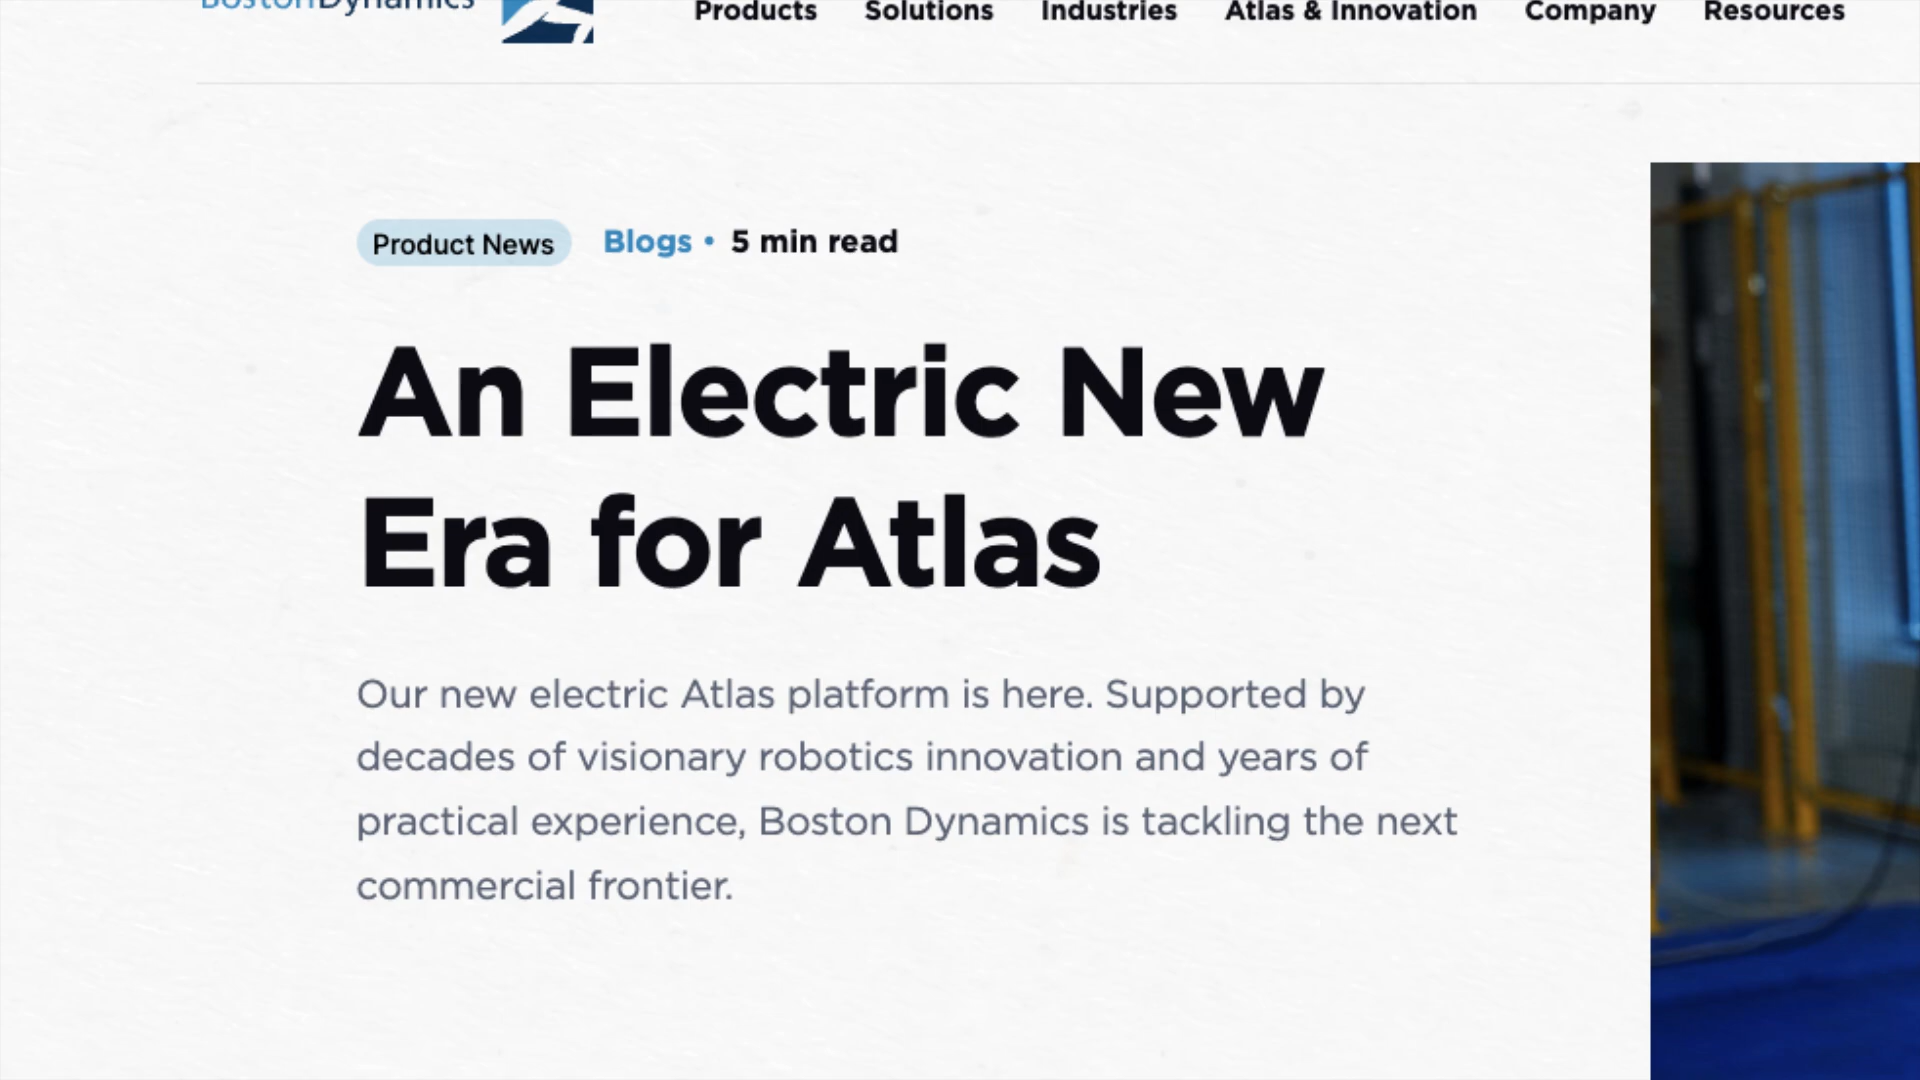 BostonDynamics
Products Solutions Industries Atlas & Innovation Company Resources
Product News Blogs • 5 min read
An Electric New
Era for Atlas
Our new electric Atlas platform is here. Supported by
decades of visionary robotics innovation and years of
practical experience, Boston Dynamics is tackling the next
commercial frontier.